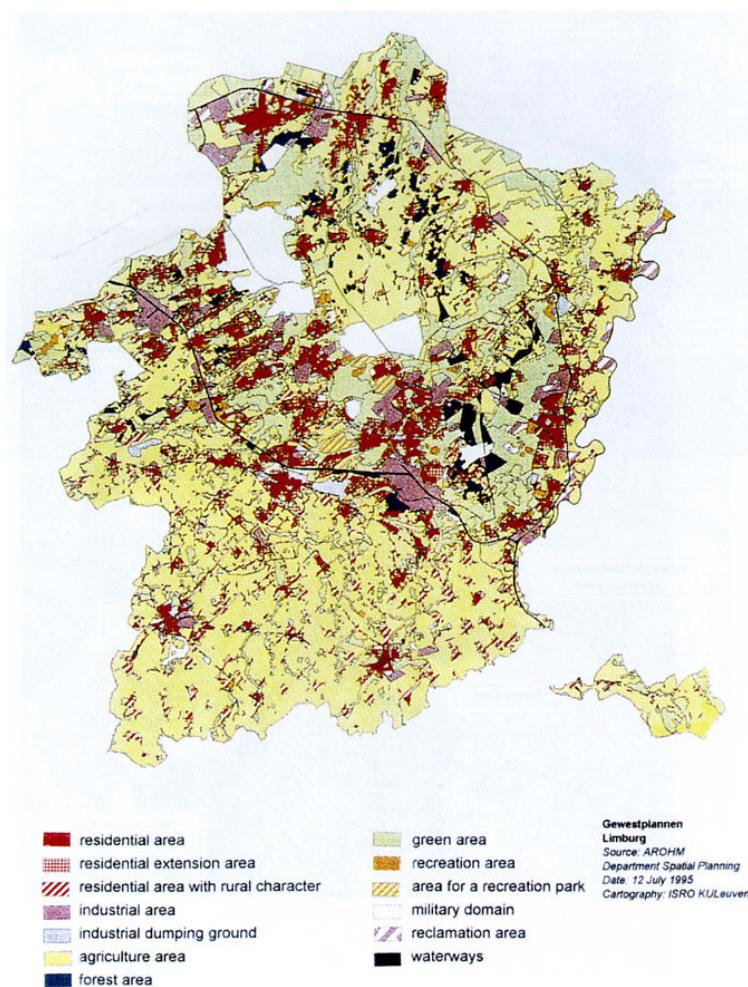 residential area
residential extension area
residential area with rural character
industrial area
industrial dumping ground
agriculture area
forest area
green area
recreation area
area for a recreation park
military domain
reclamation area
waterways
Gewestplannen
Limburg
Source: AROHM
Department Spatial Planning
Date: 12 July 1995
Cartography: ISRO KULeuven